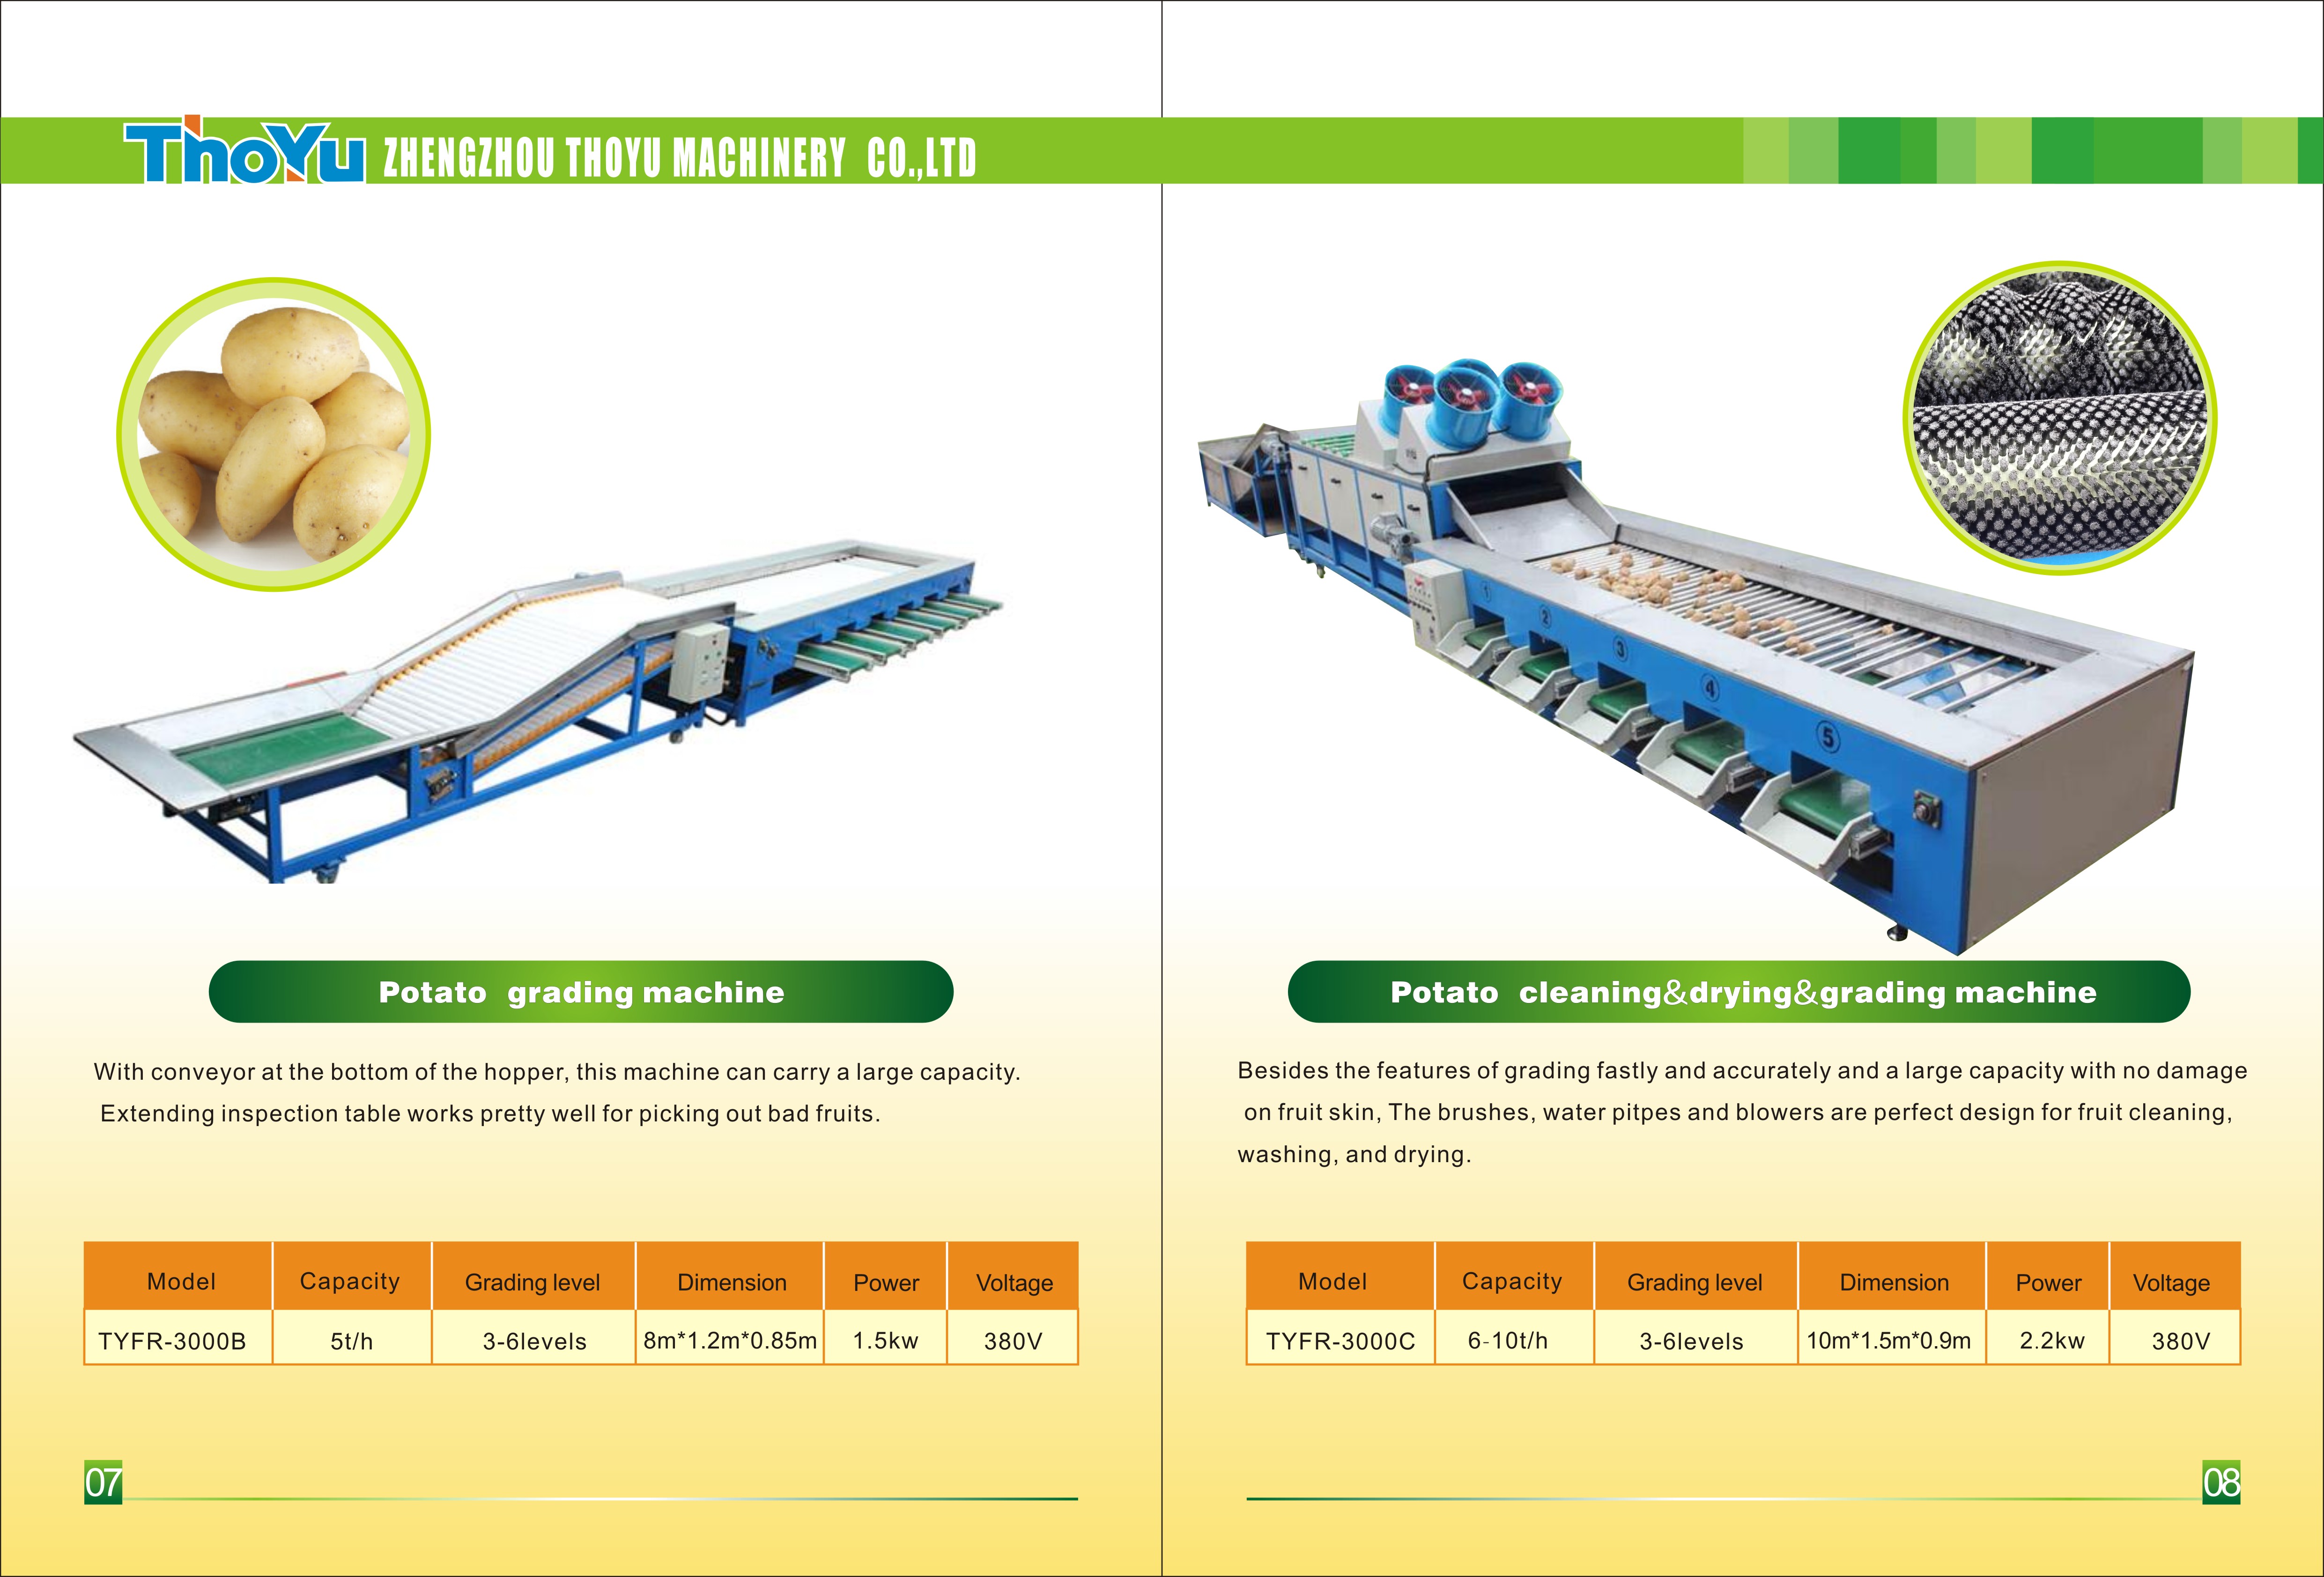 ThoYu ZHENGZHOU THOYU MACHINERY CO.,LTD
1
2
3
4
5
Potato grading machine
With conveyor at the bottom of the hopper, this machine can carry a large capacity.
Extending inspection table works pretty well for picking out bad fruits.
Model Capacity Grading level Dimension Power Voltage
TYFR-3000B 5t/h 3-6levels 8m*1.2m*0.85m 1.5kw 380V
07
Potato cleaning&drying&grading machine
Besides the features of grading fastly and accurately and a large capacity with no damage
on fruit skin, The brushes, water pitpes and blowers are perfect design for fruit cleaning,
washing, and drying.
Model Capacity Grading level Dimension Power Voltage
TYFR-3000C 6-10t/h 3-6levels 10m*1.5m*0.9m 2.2kw 380V
08